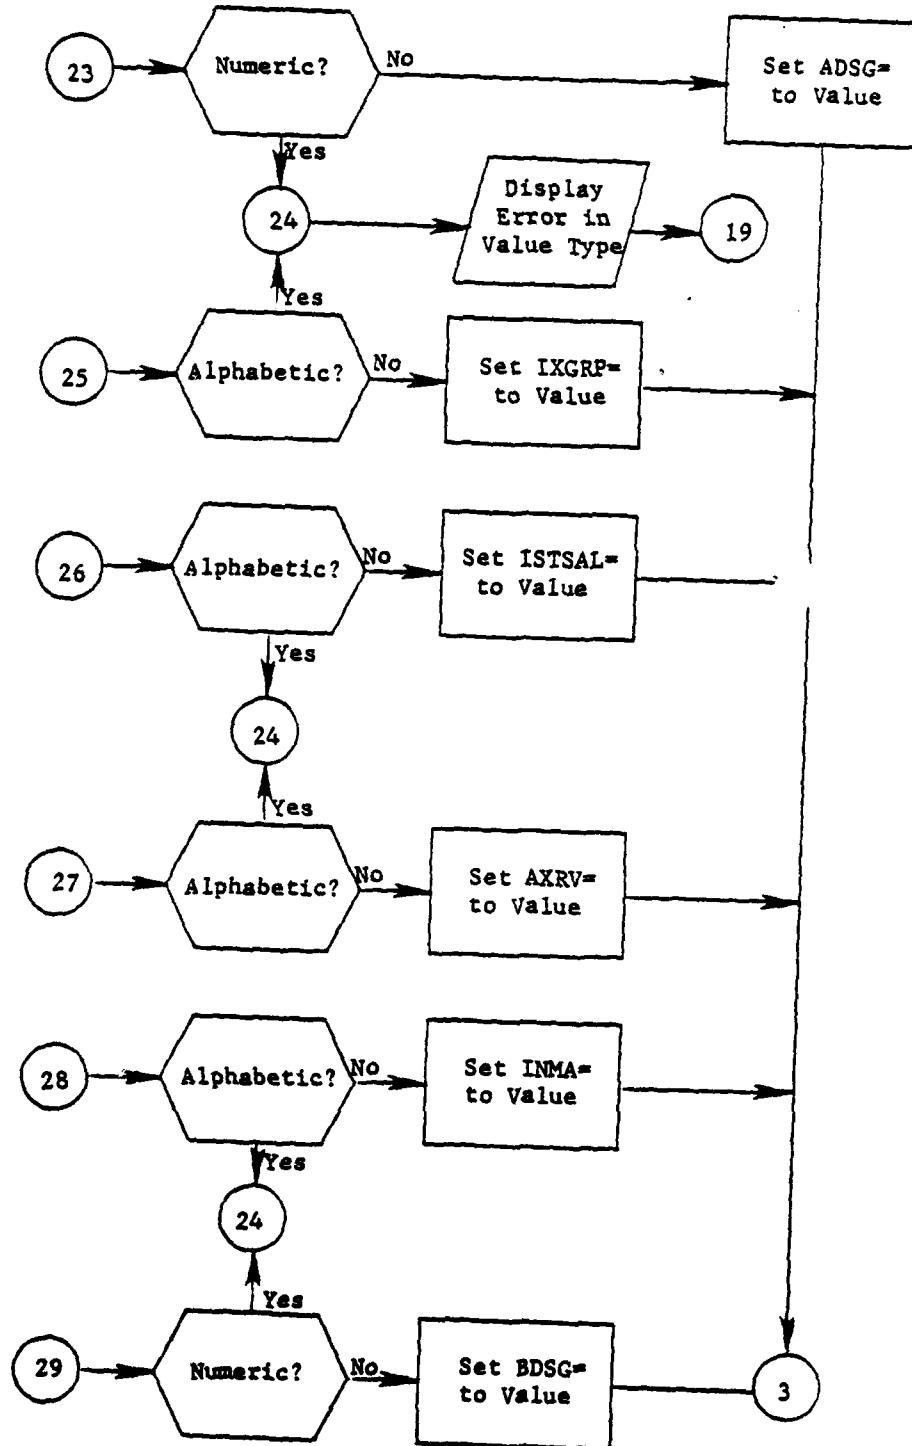 23
Numeric?
No
Set ADSG=
to Value
Yes
24
Display
Error in
Value Type
19
Yes
25
Alphabetic?
No
Set IXGRP=
to Value
26
Alphabetic?
No
Set ISTSAL=
to Value
Yes
24
Yes
27
Alphabetic?
No
Set AXRV=
to Value
28
Alphabetic?
No
Set INMA=
to Value
Yes
24
Yes
29
Numeric?
No
Set BDSG=
to Value
3